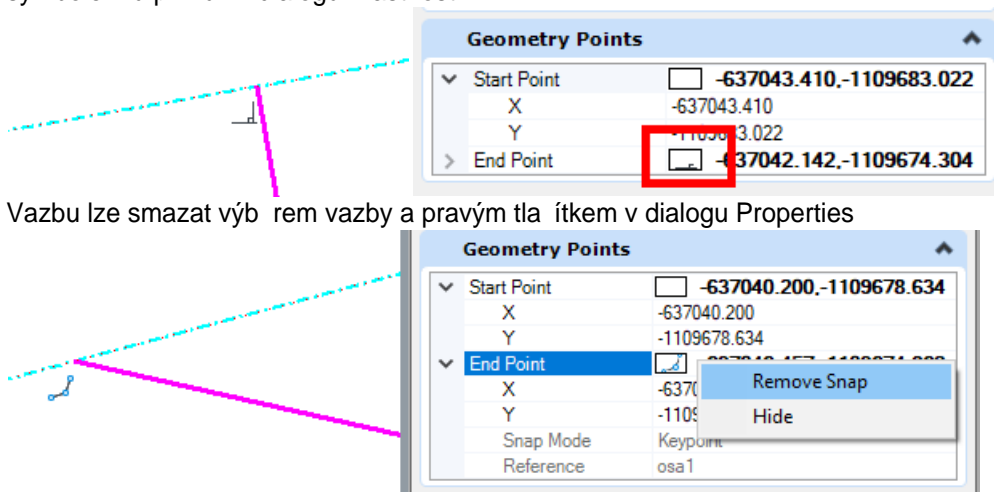 Geometry Points
Start Point -637043.410,-1109683.022
X -637043.410
Y
End Point -637042.142,-1109674.304
Vazbu lze smazat výb rem vazby a pravým tla ítkem v dialogu Properties
Geometry Points
Start Point -637040.200,-1109678.634
X -637040.200
Y -1109678.634
End Point
X -6370
Remove Snap
Y -1109
Hide
Snap Mode Keypoint
Reference osa1